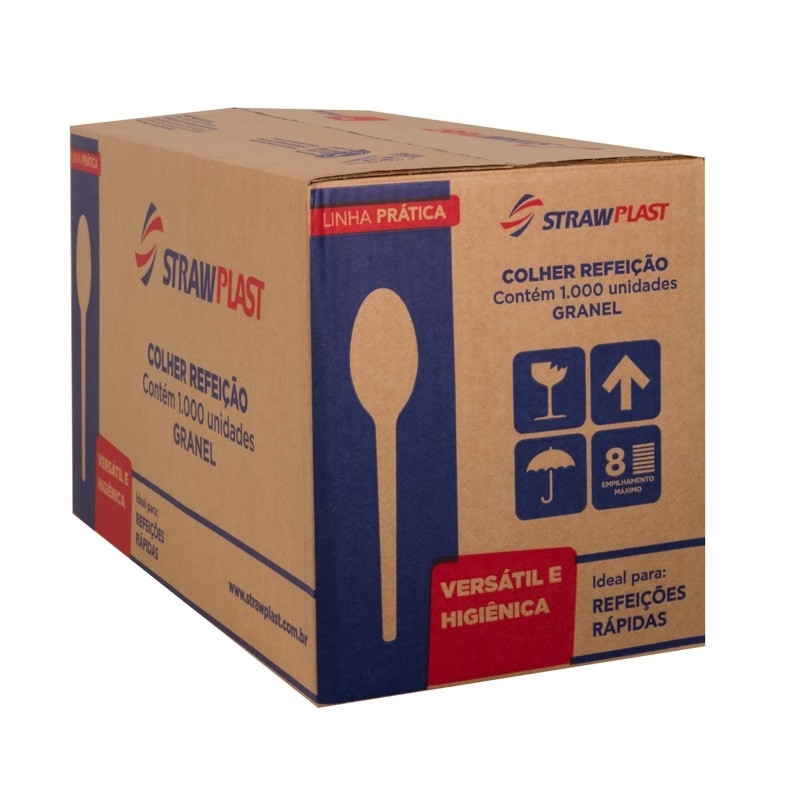 LINHA PRÁTICA
STRAWPLAST
COLHER REFEIÇÃO
Contém 1.000 unidades
GRANEL
VERSÁTIL E
HIGIÊNICA
Ideal para:
REFEIÇÕES
RÁPIDAS
www.strawplast.com.br
LINHA PRÁTICA
STRAWPLAST
COLHER REFEIÇÃO
Contém 1.000 unidades
GRANEL
8
EMPILHAMENTO
MÁXIMO
VERSÁTIL E
HIGIÊNICA
Ideal para:
REFEIÇÕES
RÁPIDAS